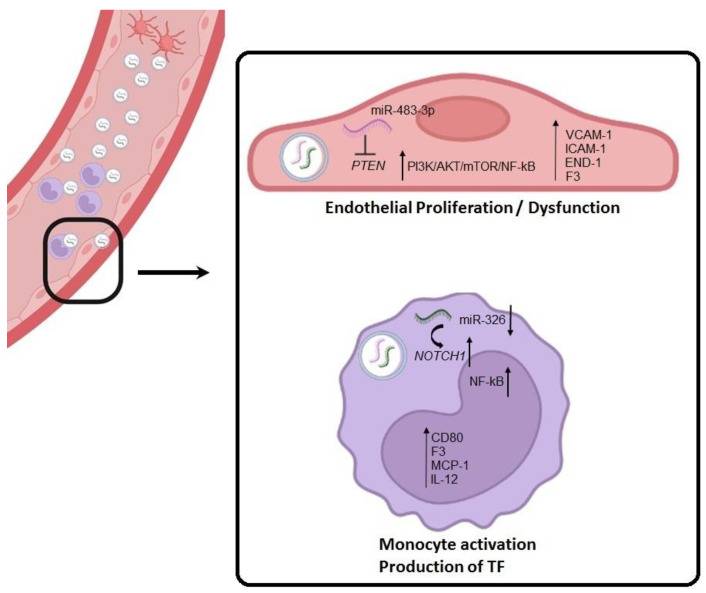 miR-483-3p
PTEN
PI3K/AKT/mTOR/NF-kB
VCAM-1
ICAM-1
END-1
F3
Endothelial Proliferation / Dysfunction
miR-326
NOTCH1
NF-kB
CD80
F3
MCP-1
IL-12
Monocyte activation
Production of TF